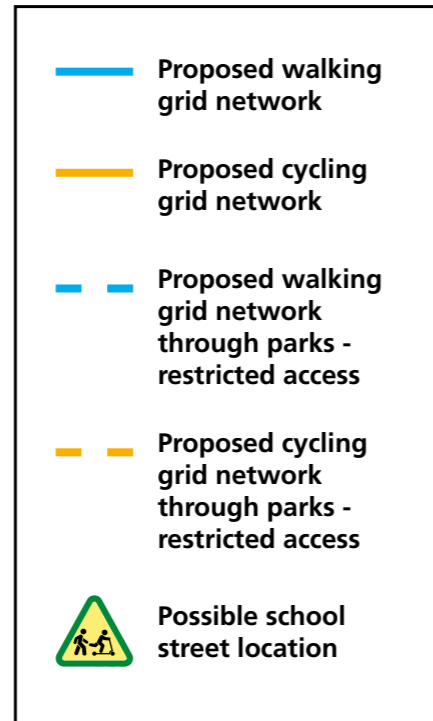 Proposed walking
grid network
Proposed cycling
grid network
Proposed walking
grid network
through parks -
restricted access
Proposed cycling
grid network
through parks -
restricted access
Possible school
street location